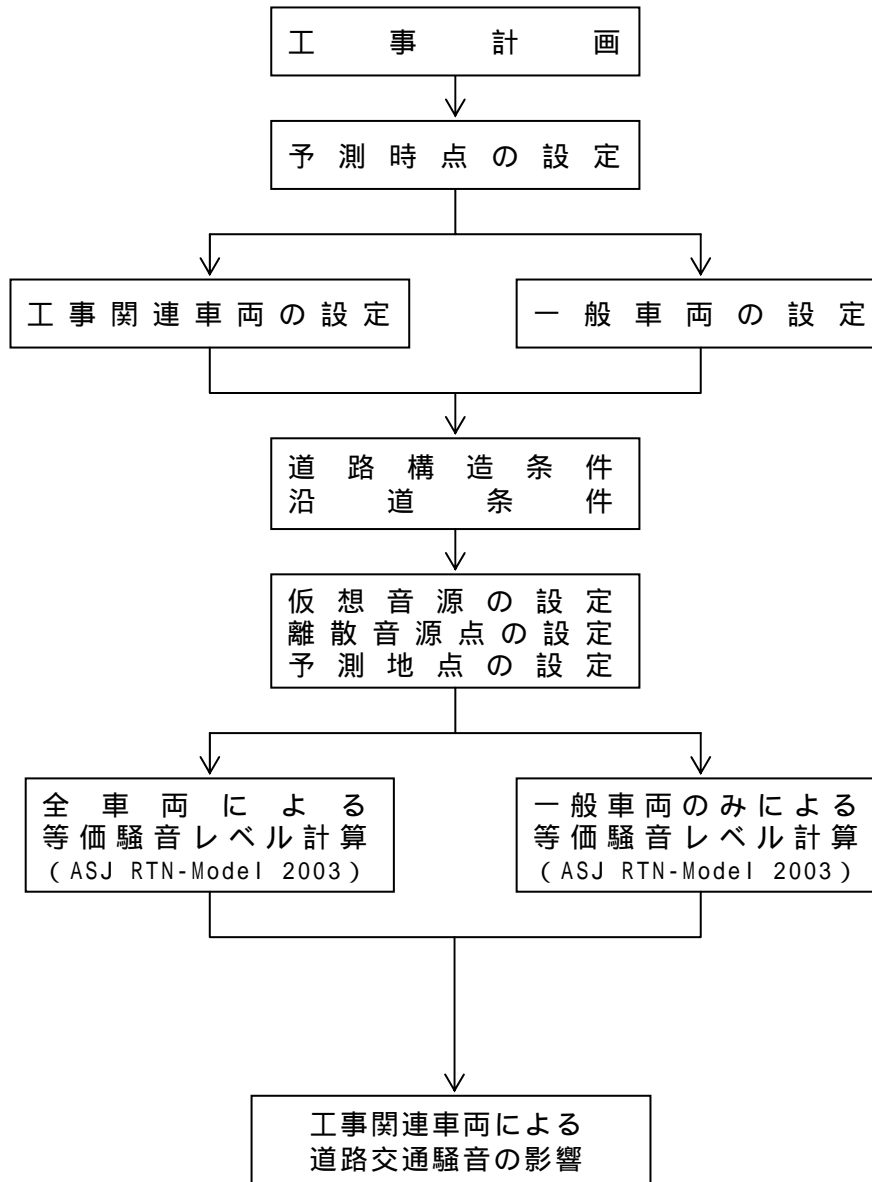 工事計画
予測時点の設定
工事関連車両の設定
一般車両の設定
道路構造条件
沿道条件
仮想音源の設定
離散音源点の設定
予測地点の設定
全車両による
等価騒音レベル計算
(ASJ RTN-Model 2003)
一般車両のみによる
等価騒音レベル計算
(ASJ RTN-Model 2003)
工事関連車両による
道路交通騒音の影響